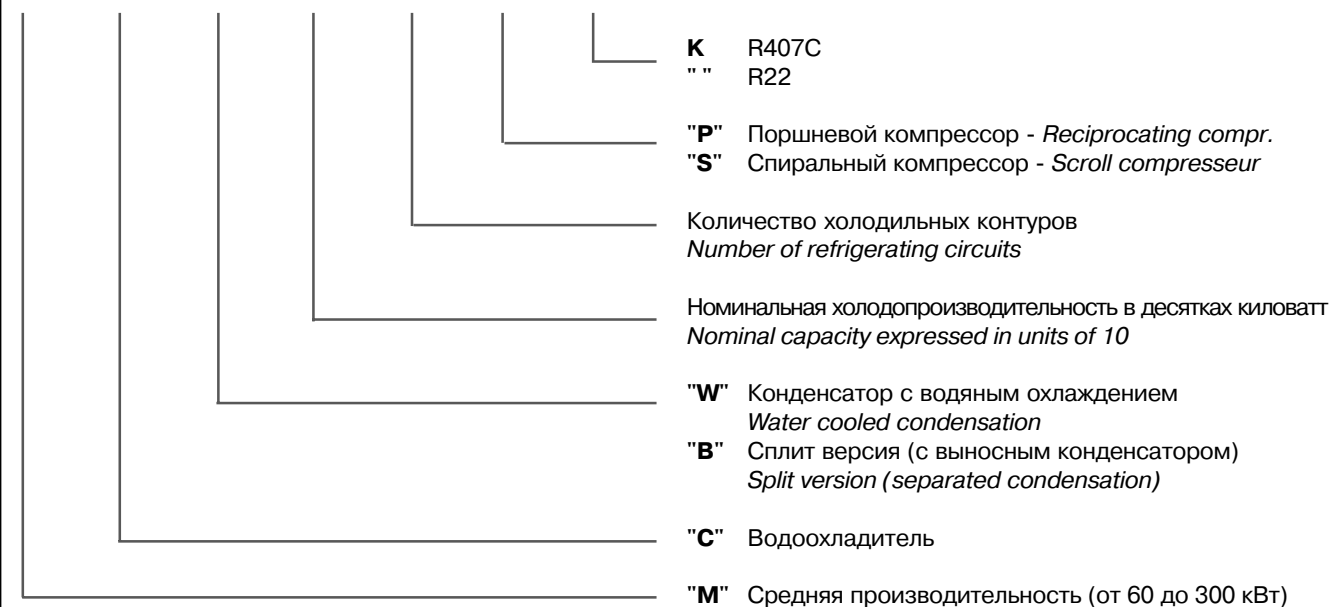 K R407C
" " R22
"P" Поршневой компрессор - Reciprocating compr.
"S" Спиральный компрессор - Scroll compresseur
Количество холодильных контуров
Number of refrigerating circuits
Номинальная холодопроизводительность в десятках киловатт
Nominal capacity expressed in units of 10
"W" Конденсатор с водяным охлаждением
Water cooled condensation
"B" Сплит версия (с выносным конденсатором)
Split version (separated condensation)
"C" Водоохладитель
"M" Средняя производительность (от 60 до 300 кВт)